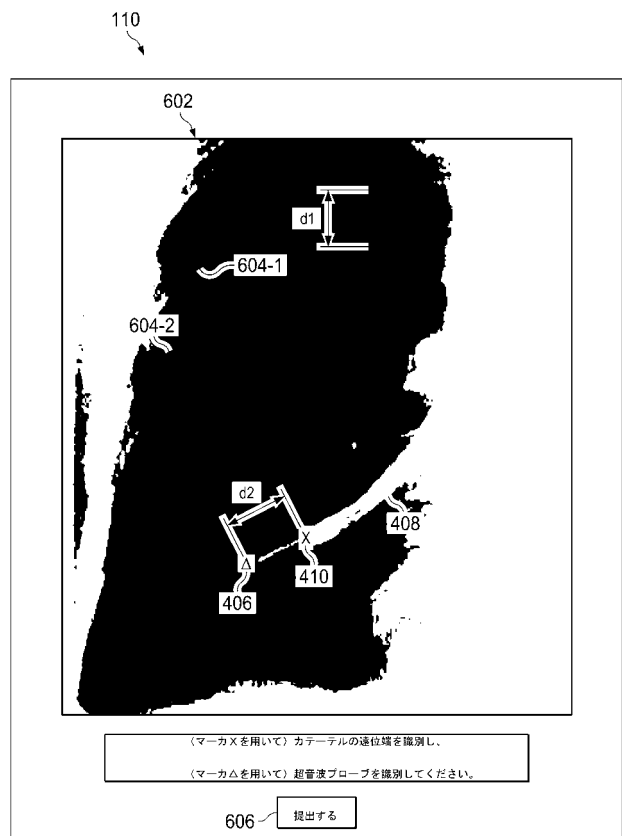 110
602
d1
604-1
604-2
d2
408
X
Δ
410
406
(マーカXを用いて)カテーテルの遠位端を識別し、
(マーカΔを用いて)超音波プローブを識別してください。
606
提出する